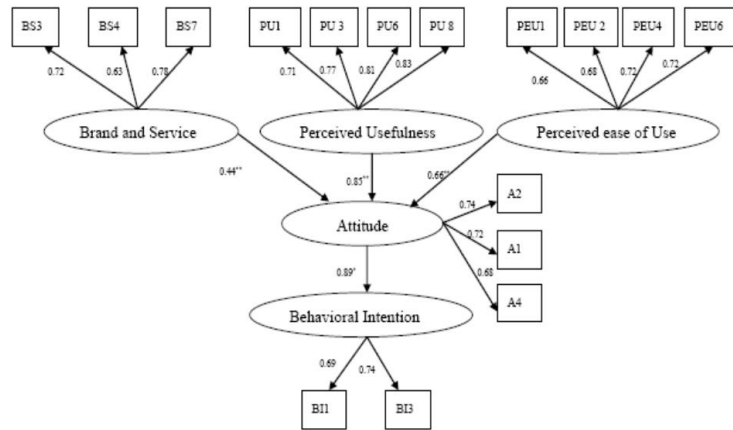 BS3 BS4 BS7 PU1 PU 3 PU6 PU 8 PEU1 PEU 2 PEU4 PEU6
0.72 0.63 0.78 0.71 0.77 0.81 0.83 0.66 0.68 0.72 0.72
Brand and Service Perceived Usefulness Perceived ease of Use
0.44** 0.85** 0.66**
A2
0.74
Attitude
0.72 A1
0.68
A4
0.89*
Behavioral Intention
0.69 0.74
BI1 BI3